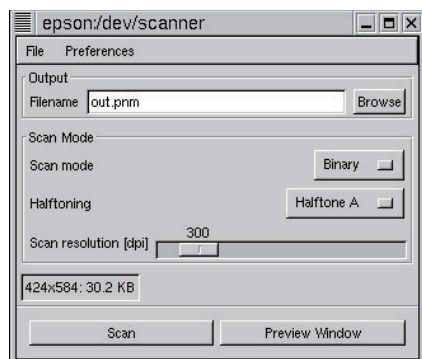 epson:/dev/scanner
File Preferences
Output
Filename out.pnm Browse
Scan Mode
Scan mode Binary
Halftoning Halftone A
300
Scan resolution [dpi]
424x584: 30.2 KB
Scan Preview Window